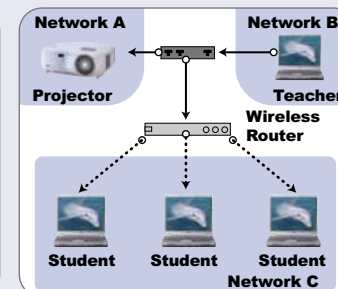 Network A
Network B
Projector
Teacher
Wireless
Router
Student
Student
Student
Network C